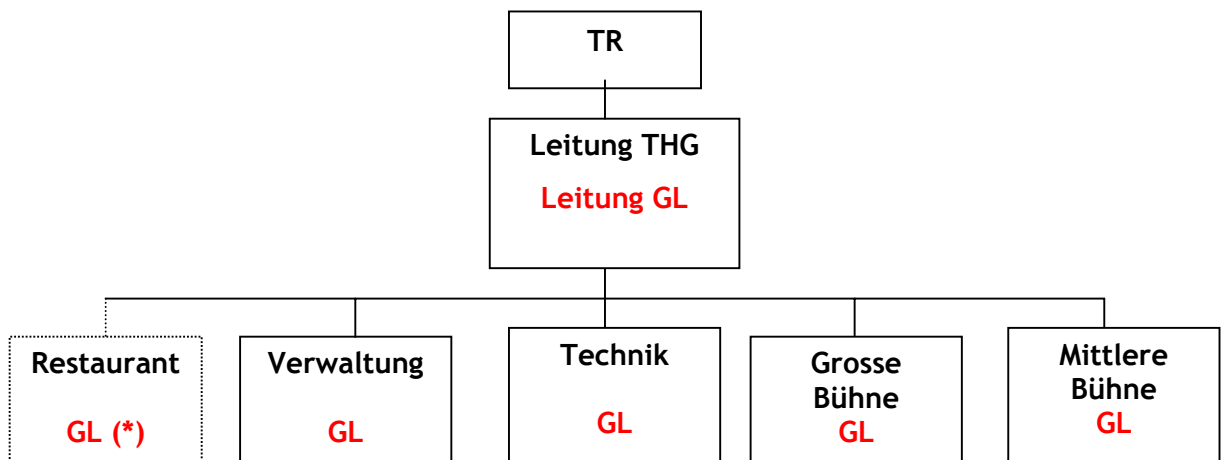 TR
Leitung THG
Leitung GL
Restaurant
GL (*)
Verwaltung
GL
Technik
GL
Grosse
Bühne
GL
Mittlere
Bühne
GL